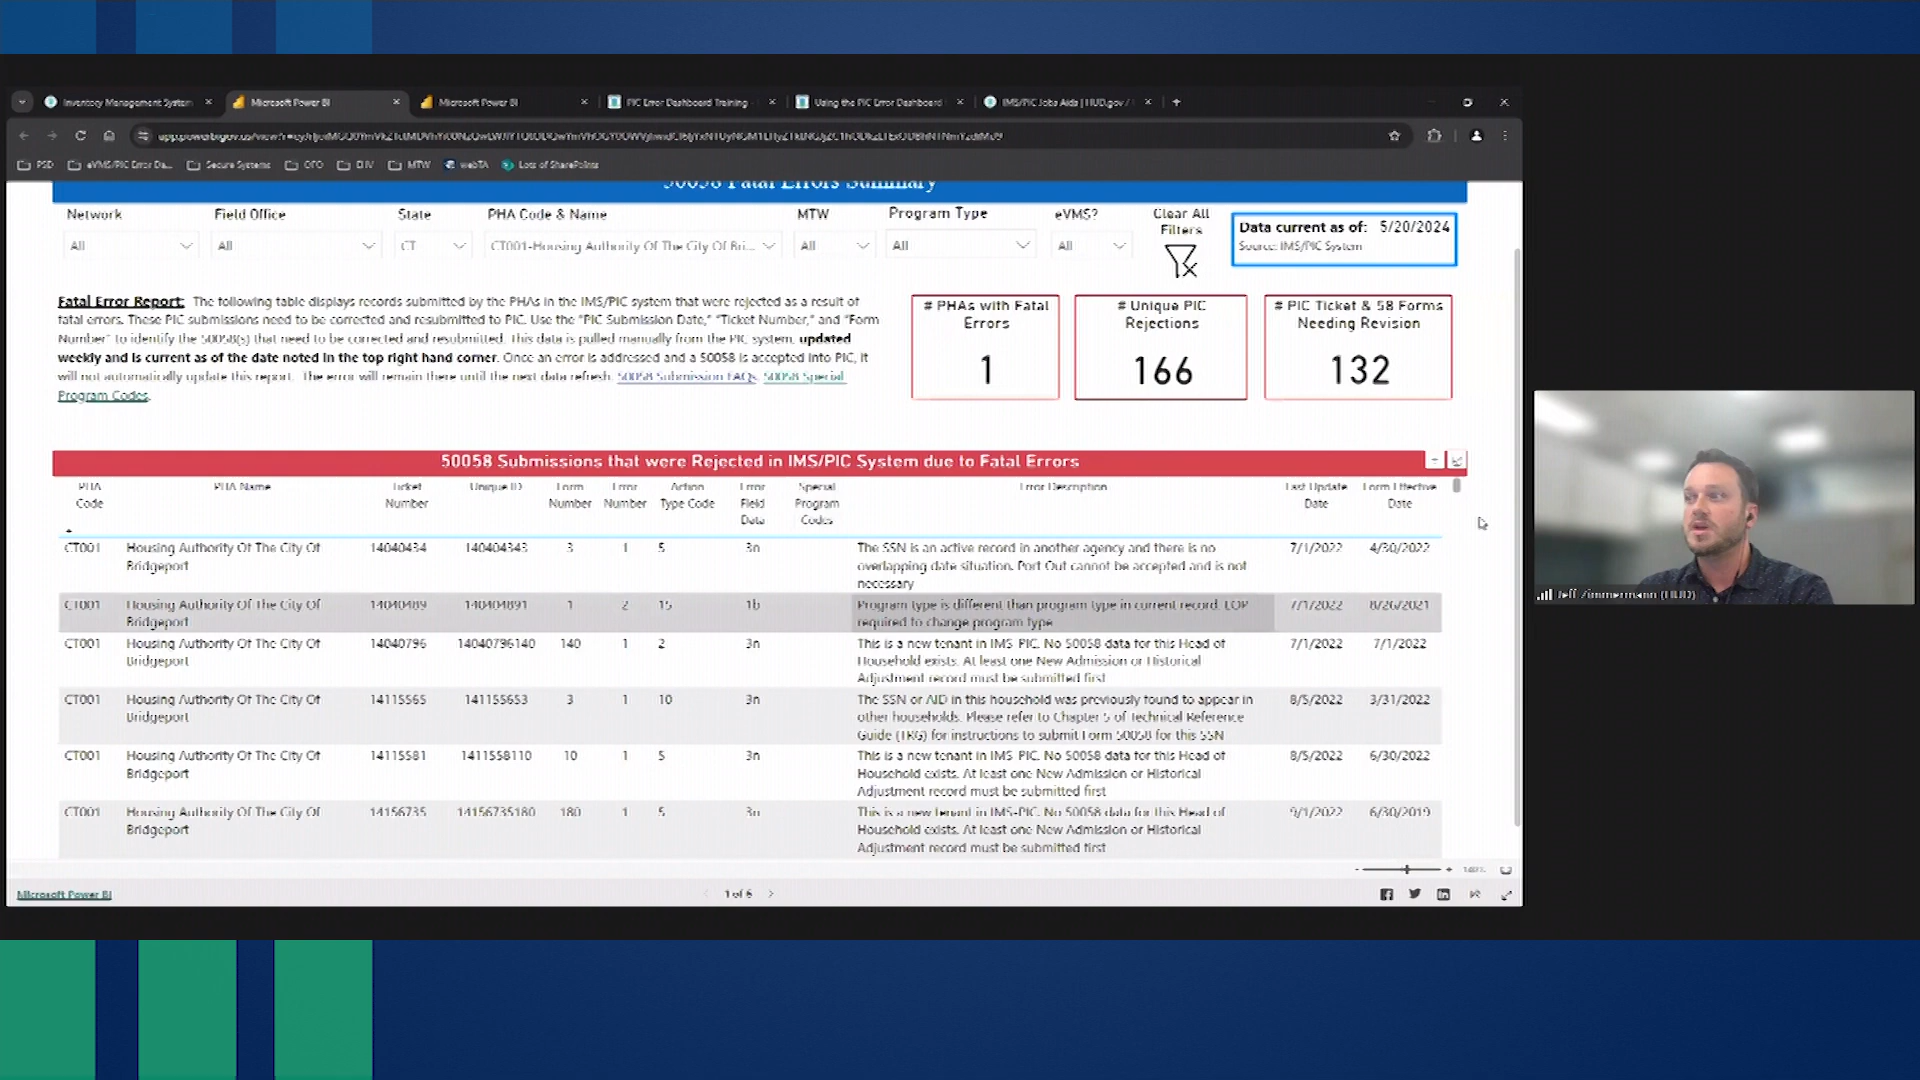 Inventory Management System
Microsoft Power BI
Microsoft Power BI
PIC Error Dashboard Training -
Using the PIC Error Dashboard
IMS/PIC Jobs Aids | HUD.gov /
PSD
eVMS/PIC Error Da...
Secure Systems
OFO
EHV
MTW
webTA
Lots of SharePoints
50058 Fatal Errors Summary
Network
Field Office
State
PHA Code & Name
MTW
Program Type
eVMS?
Clear All Filters
All
All
CT
CT001-Housing Authority Of The City Of Bri...
All
All
All
Data current as of: 5/20/2024
Source: IMS/PIC System
Fatal Error Report: The following table displays records submitted by the PHAs in the IMS/PIC system that were rejected as a result of
fatal errors. These PIC submissions need to be corrected and resubmitted to PIC. Use the "PIC Submission Date," "Ticket Number," and "Form
Number" to identify the 50058(s) that need to be corrected and resubmitted. This data is pulled manually from the PIC system, updated
weekly and is current as of the date noted in the top right hand corner. Once an error is addressed and a 50058 is accepted into PIC, it
will not automatically update this report. The error will remain there until the next data refresh. 50058 Submission FAQs. 50058 Special
Program Codes.
# PHAs with Fatal Errors
1
# Unique PIC Rejections
166
# PIC Ticket & 58 Forms Needing Revision
132
50058 Submissions that were Rejected in IMS/PIC System due to Fatal Errors
PHA Code
PHA Name
Ticket Number
Unique ID
Form Number
Error Number
Action Type Code
Error Field Data
Special Program Codes
Error Description
Last Update Date
Form Effective Date
CT001 Housing Authority Of The City Of Bridgeport 14040434 140404343 3 1 5 3n The SSN is an active record in another agency and there is no overlapping date situation. Port Out cannot be accepted and is not necessary 7/1/2022 4/30/2022
CT001 Housing Authority Of The City Of Bridgeport 14040489 140404891 1 2 15 1b Program type is different than program type in current record. EOP required to change program type 7/1/2022 8/26/2021
CT001 Housing Authority Of The City Of Bridgeport 14040796 14040796140 140 1 2 3n This is a new tenant in IMS-PIC. No 50058 data for this Head of Household exists. At least one New Admission or Historical Adjustment record must be submitted first 7/1/2022 7/1/2022
CT001 Housing Authority Of The City Of Bridgeport 14115565 141155653 3 1 10 3n The SSN or AID in this household was previously found to appear in other households. Please refer to Chapter 5 of Technical Reference Guide (TRG) for instructions to submit Form 50058 for this SSN 8/5/2022 3/31/2022
CT001 Housing Authority Of The City Of Bridgeport 14115581 1411558110 10 1 5 3n This is a new tenant in IMS-PIC. No 50058 data for this Head of Household exists. At least one New Admission or Historical Adjustment record must be submitted first 8/5/2022 6/30/2022
CT001 Housing Authority Of The City Of Bridgeport 14156735 14156735180 180 1 5 3n This is a new tenant in IMS-PIC. No 50058 data for this Head of Household exists. At least one New Admission or Historical Adjustment record must be submitted first 9/1/2022 6/30/2019
Jeff Zimmermann (HUD)
Microsoft Power BI
1 of 6